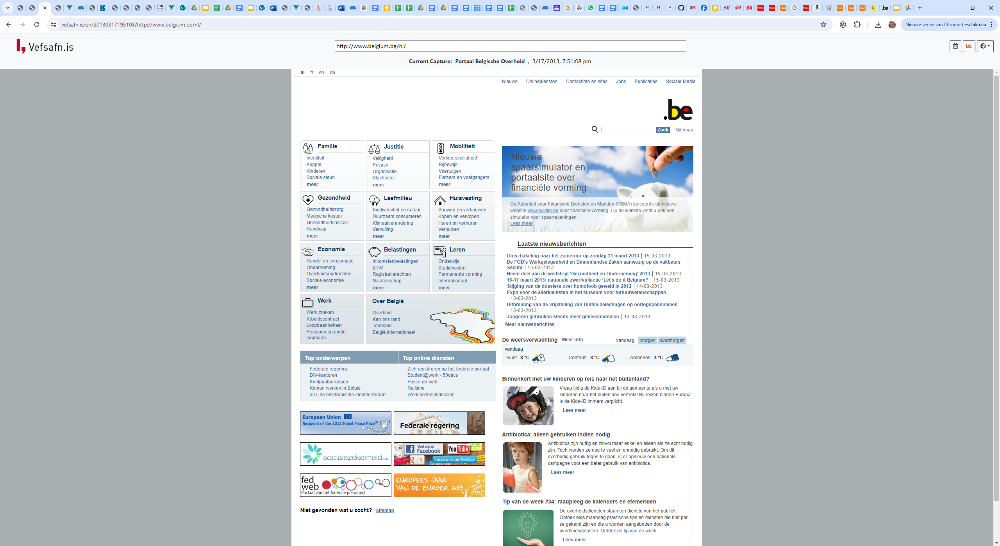 vefsafn.is/en/20130317195108/http://www.belgium.be/nl/
Nieuwe versie van Chrome beschikbaar
Vefsafn.is
http://www.belgium.be/nl/
Current Capture: Portaal Belgische Overheid , 3/17/2013, 7:51:08 pm
nl fr en de
Nieuws Onlinediensten Contactinfo en sites Jobs Publicaties Sociale Media
.be
Zoek Sitemap
Familie
Identiteit
Koppel
Kinderen
Sociale steun
meer
Justitie
Veiligheid
Privacy
Organisatie
Slachtoffer
meer
Mobiliteit
Verkeersveiligheid
Rijbewijs
Voertuigen
Fietsers en voetgangers
meer
Gezondheid
Gezondheidszorg
Medische kosten
Gezondheidsrisico's
Handicap
meer
Leefmilieu
Biodiversiteit en natuur
Duurzaam consumeren
Klimaatverandering
Vervuiling
meer
Huisvesting
Bouwen en verbouwen
Kopen en verkopen
Huren en verhuren
Verhuizen
meer
Economie
Handel en consumptie
Onderneming
Overheidsopdrachten
Sociale economie
meer
Belastingen
Inkomstenbelastingen
BTW
Registratierechten
Nalatenschap
meer
abc
Leren
Onderwijs
Studiekosten
Permanente vorming
Internationaal
meer
Werk
Werk zoeken
Arbeidscontract
Loopbaanbeheer
Pensioen en einde
loopbaan
Over België
Overheid
Ken ons land
Toerisme
België internationaal
Top onderwerpen
Federale regering
DIV-kantoren
Knelpuntberoepen
Komen werken in België
eID, de elektronische identiteitskaart
Top online diensten
Zich registreren op het federale portaal
Student@work - 50days
Police-on-web
Railtime
Werkloosheidsdossier
European Union
Recipient of the 2012 Nobel Peace Prize
Federale regering
16
socialezekerheid.be
Vind ons op
Facebook
YouTube
g +1
FOLLOW US ON twitter
fed
web
Portaal van het federale personeel
EUROPEES JAAR
VAN DE BURGER 2013
Niet gevonden wat u zocht? Sitemap
Nieuwe
spaarsimulator en
portaalsite over
financiële vorming
De Autoriteit voor Financiële Diensten en Markten (FSMA) lanceerde de nieuwe
website www.wikifin.be over financiële vorming. Op de website vindt u ook een
simulator voor spaarrekeningen.
Lees meer
Laatste nieuwsberichten
Omschakeling naar het zomeruur op zondag 31 maart 2013 | 15-03-2013
De FOD's Werkgelegenheid en Binnenlandse Zaken aanwezig op de vakbeurs
Secura | 15-03-2013
Neem deel aan de wedstrijd 'Gezondheid en Onderneming' 2013 | 15-03-2013
16-17 maart 2013: nationale zwerfvuilactie ‘Let’s do it Belgium!’ | 15-03-2013
Stijging van de dossiers over homofoob geweld in 2012 | 14-03-2013
Expo voor de allerkleinsten in het Museum voor Natuurwetenschappen
| 13-03-2013
Uitbreiding van de vrijstelling van Duitse belastingen op oorlogspensioenen
| 13-03-2013
Jongeren gebruiken steeds meer geneesmiddelen | 13-03-2013
Meer nieuwsberichten
De weersverwachting Meer info vandaag morgen overmorgen
vandaag
Kust 8 °C Centrum 8 °C Ardennen 4 °C
Binnenkort met uw kinderen op reis naar het buitenland?
Vraag tijdig de Kids-ID aan bij de gemeente als u met uw
kinderen naar het buitenland vertrekt! Bij reizen binnen Europa
is de Kids-ID immers verplicht.
Lees meer
Antibiotica: alleen gebruiken indien nodig
Antibiotica zijn nuttig en zinvol maar enkel en alleen als ze echt nodig
zijn. Toch worden ze nog te veel en onnodig gebruikt. Om dit
overbodig gebruik tegen te gaan, is er opnieuw een nationale
campagne voor een beter gebruik van antibiotica.
Lees meer
Tip van de week #34: raadpleeg de kalenders en efemeriden
De overheidsdiensten staan ten dienste van het publiek.
Ontdek elke maandag praktische tips en diensten die niet per
se gekend zijn en die u worden aangeboden door de
overheidsdiensten. Ontdek de tip van de week
Lees meer